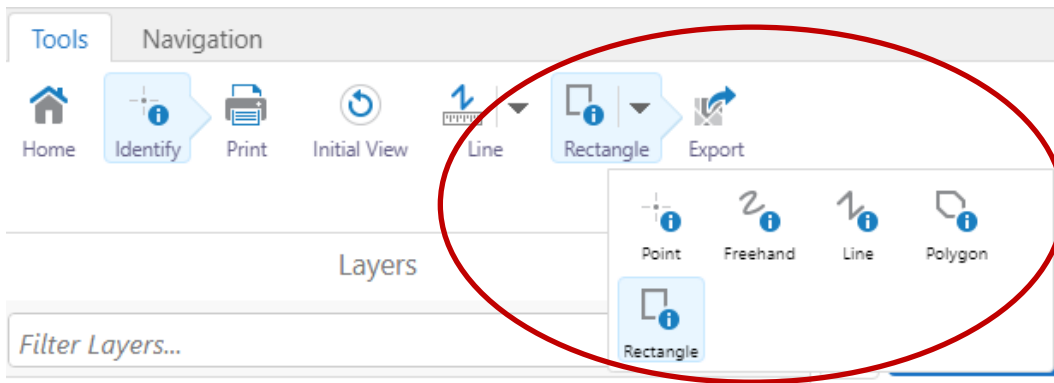 Tools Navigation
Home Identify Print Initial View Line Rectangle Export
Point Freehand Line Polygon
Layers
Rectangle
Filter Layers...